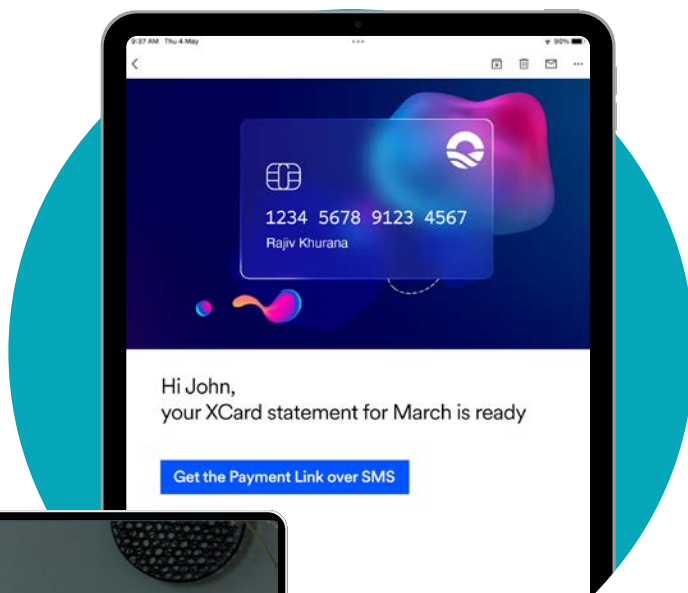 9:37 AM Thu 4 May
90%
1234 5678 9123 4567
Rajiv Khurana
Hi John,
your XCard statement for March is ready
Get the Payment Link over SMS